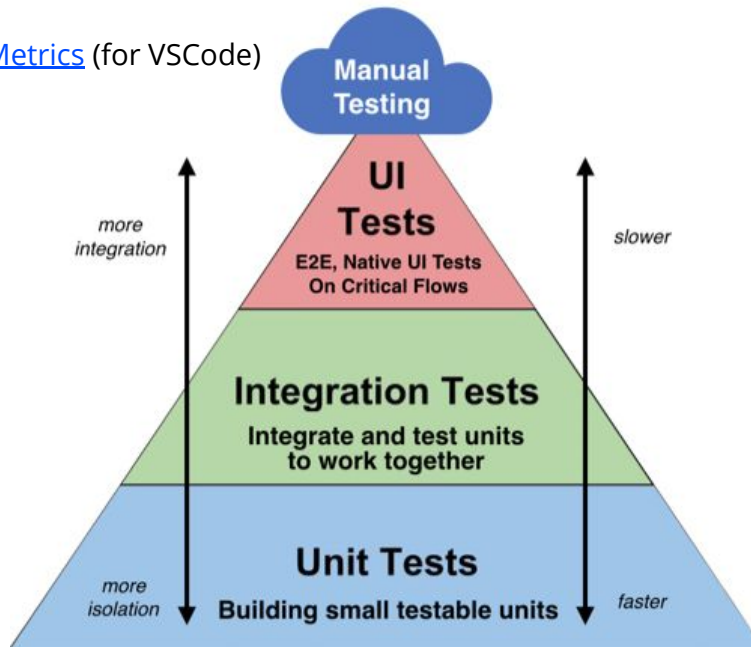 Metrics (for VSCode)
Manual
Testing
UI
Tests
E2E, Native UI Tests
On Critical Flows
more
integration
slower
Integration Tests
Integrate and test units
to work together
Unit Tests
Building small testable units
more
isolation
faster